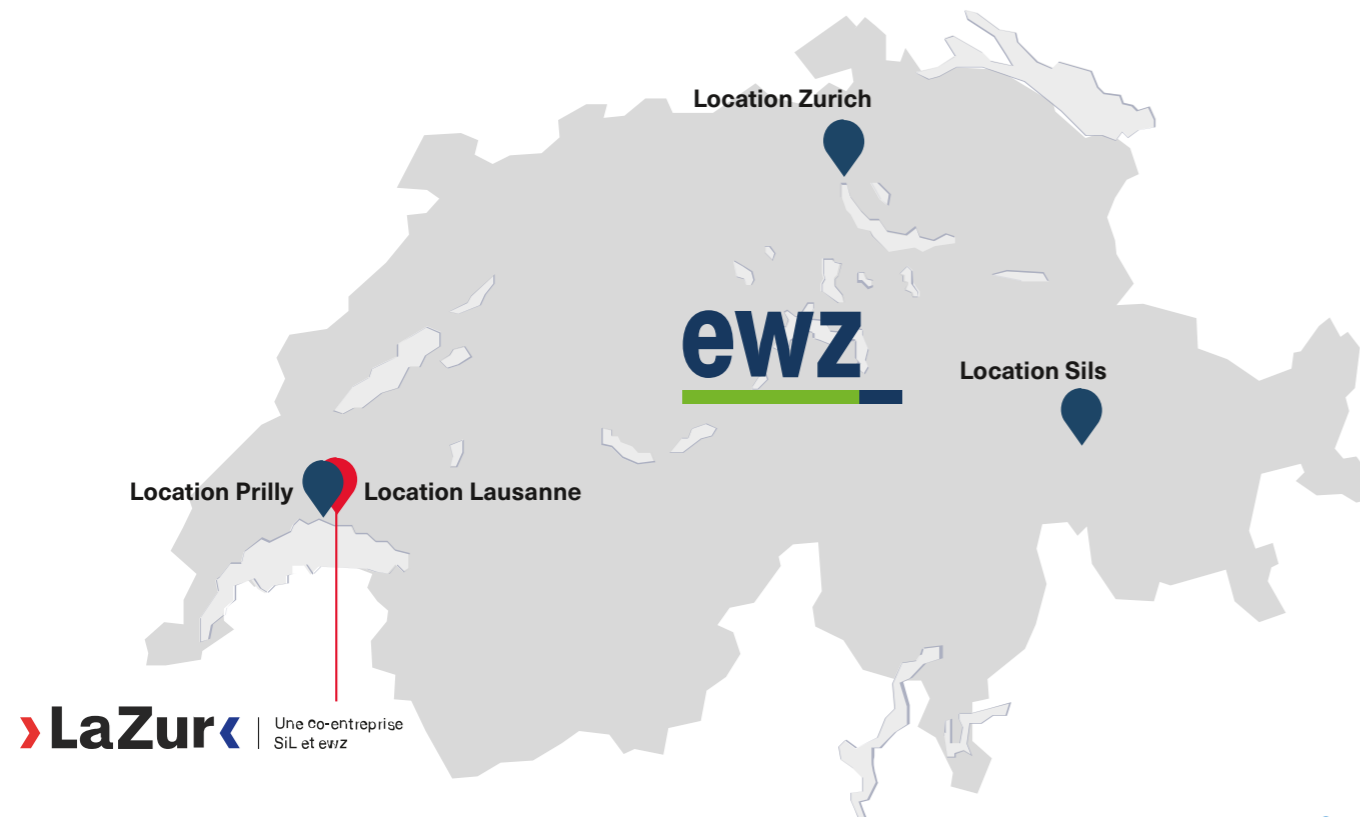 Location Zurich
ewz
Location Sils
Location Prilly
Location Lausanne
LaZur
Une co-entreprise
SiL et ewz